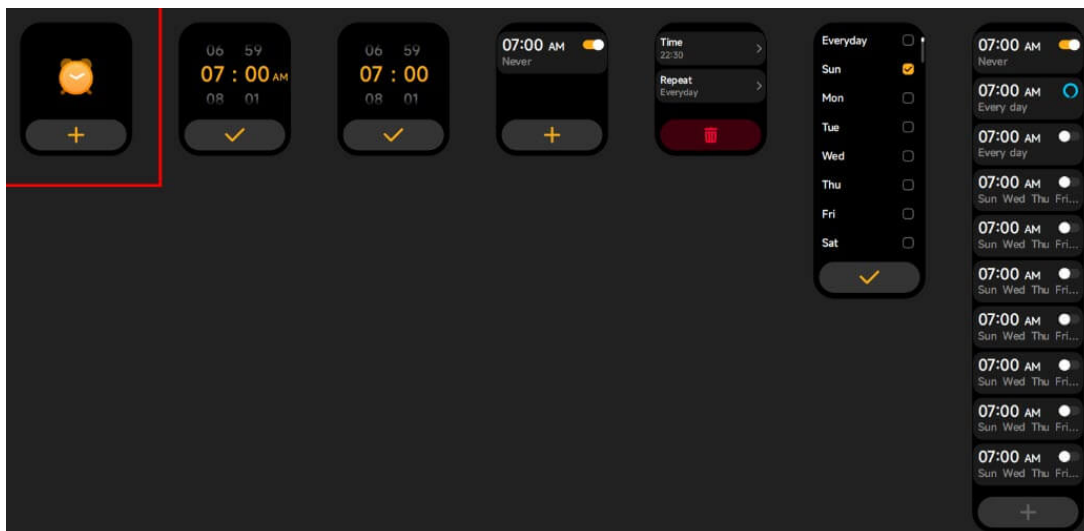 06 59
07 : 00 AM
08 01
06 59
07 : 00
08 01
07:00 AM
Never
Time
22:30
Repeat
Everyday
Everyday
Sun
Mon
Tue
Wed
Thu
Fri
Sat
07:00 AM
Never
07:00 AM
Every day
07:00 AM
Every day
07:00 AM
Sun Wed Thu Fri...
07:00 AM
Sun Wed Thu Fri...
07:00 AM
Sun Wed Thu Fri...
07:00 AM
Sun Wed Thu Fri...
07:00 AM
Sun Wed Thu Fri...
07:00 AM
Sun Wed Thu Fri...
07:00 AM
Sun Wed Thu Fri...